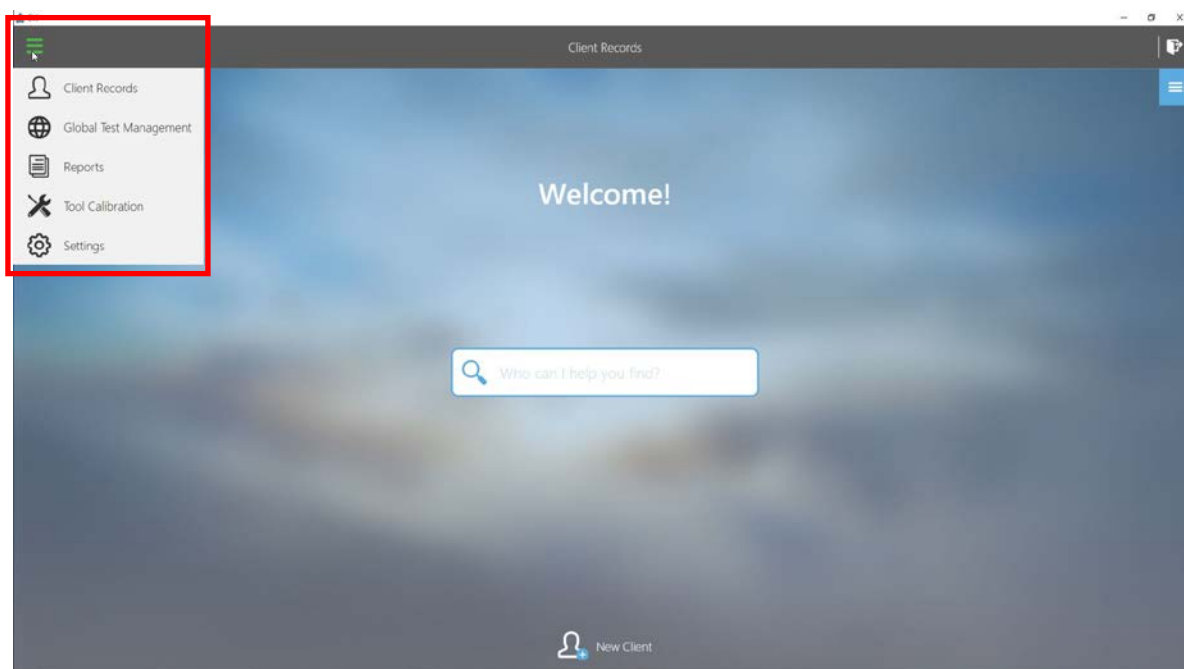 Client Records
Client Records
Global Test Management
Reports
Tool Calibration
Settings
Welcome!
Who can I help you find?
New Client